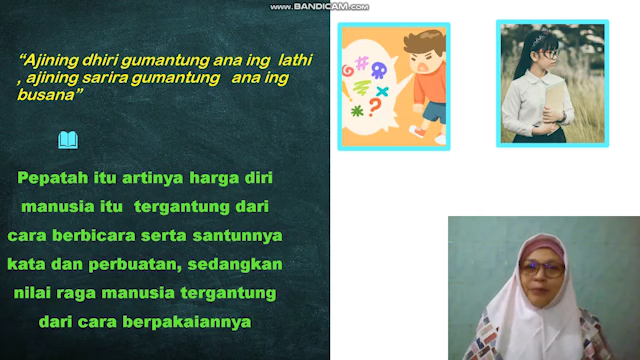 www.BANDICAM.com
“Ajining dhiri gumantung ana ing lathi
, ajining sarira gumantung ana ing
busana”
Pepatah itu artinya harga diri
manusia itu tergantung dari
cara berbicara serta santunnya
kata dan perbuatan, sedangkan
nilai raga manusia tergantung
dari cara berpakaiannya